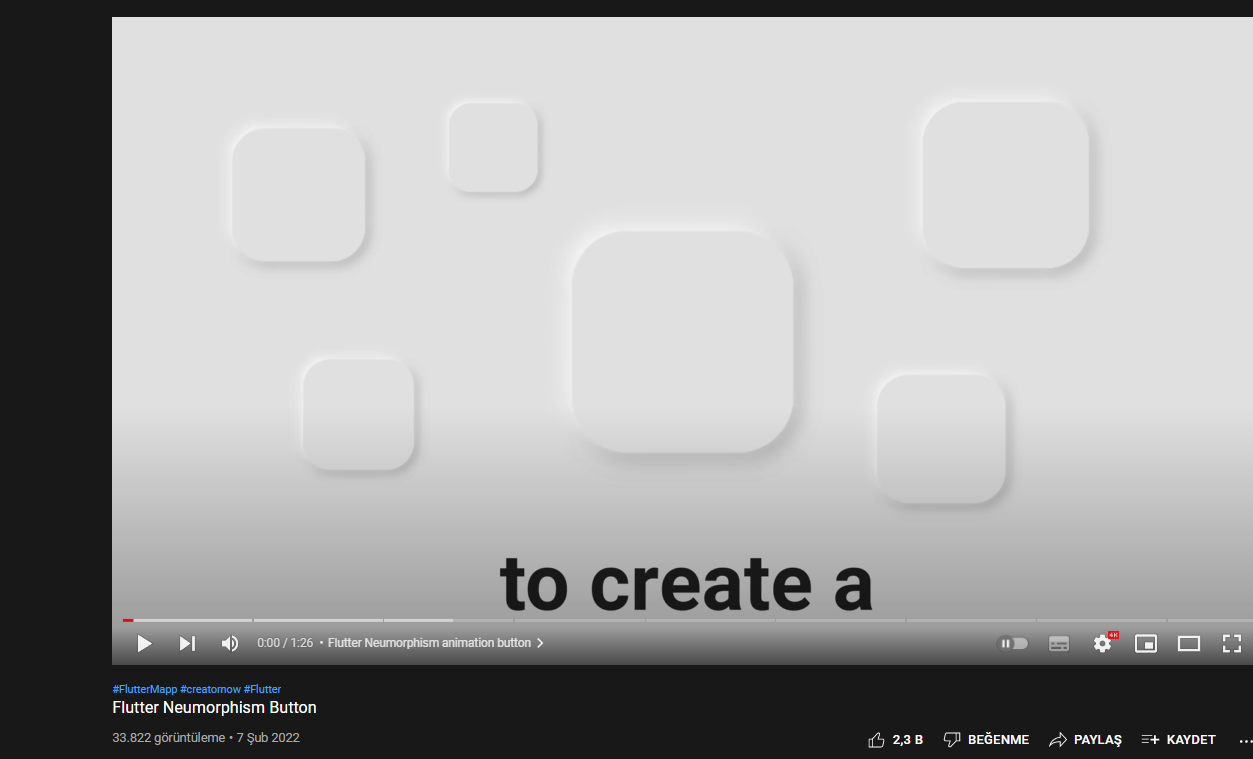 to create a
0:00 / 1:26 • Flutter Neumorphism animation button
4K
#FlutterMapp #creatornow #Flutter
Flutter Neumorphism Button
33.822 görüntüleme • 7 Şub 2022
2,3 B BEĞENME PAYLAŞ KAYDET